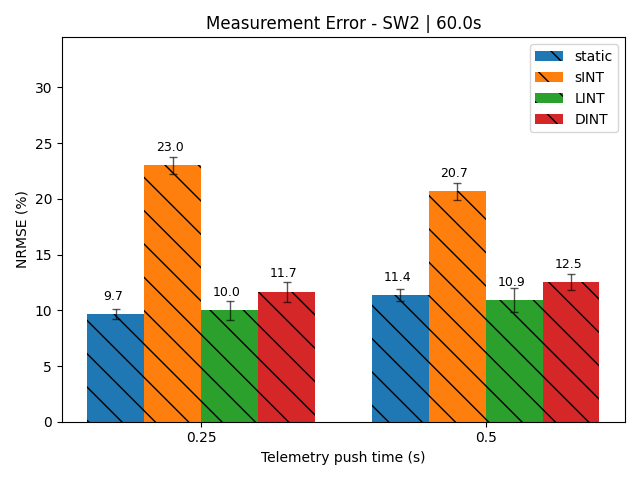 Measurement Error - SW2 | 60.0s
static
sINT
LINT
DINT
NRMSE (%)
30
25
20
15
10
5
0
9.7
23.0
10.0
11.7
11.4
20.7
10.9
12.5
0.25
0.5
Telemetry push time (s)